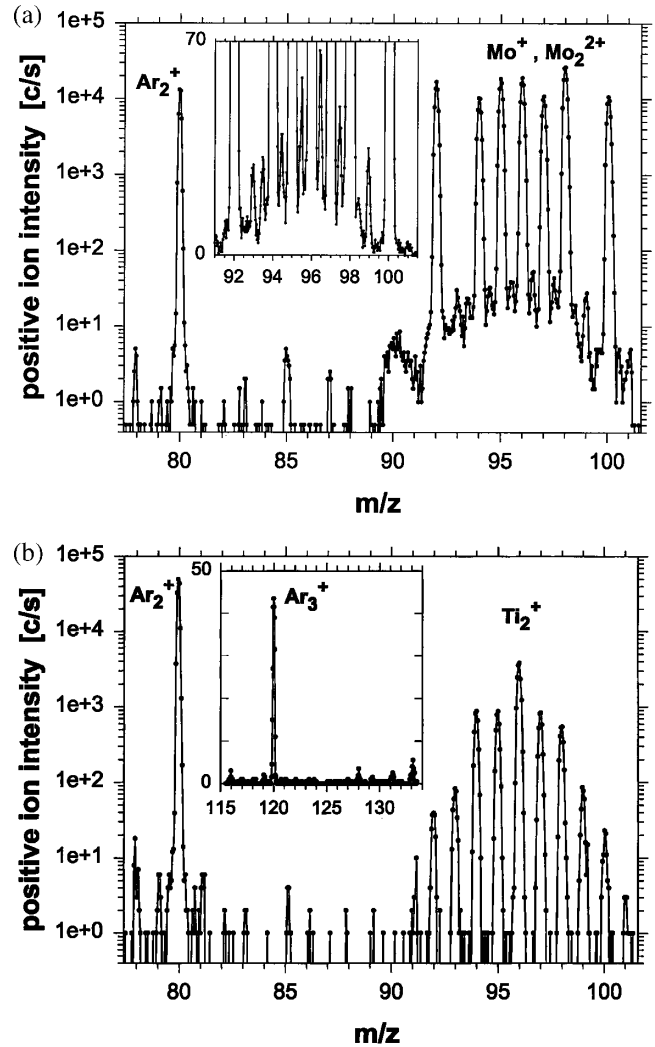 (a)
positive ion intensity [c/s]
1e+5
1e+4
1e+3
1e+2
1e+1
1e+0
Ar₂⁺
70
0
92 94 96 98 100
Mo⁺ , Mo₂²⁺
80 85 90 95 100
m/z
(b)
positive ion intensity [c/s]
1e+5
1e+4
1e+3
1e+2
1e+1
1e+0
Ar₂⁺
50
0
Ar₃⁺
115 120 125 130
Ti₂⁺
80 85 90 95 100
m/z